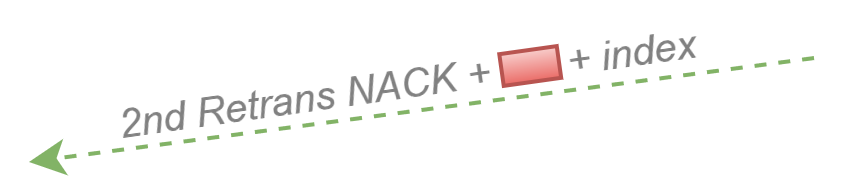 2nd Retrans NACK + + index